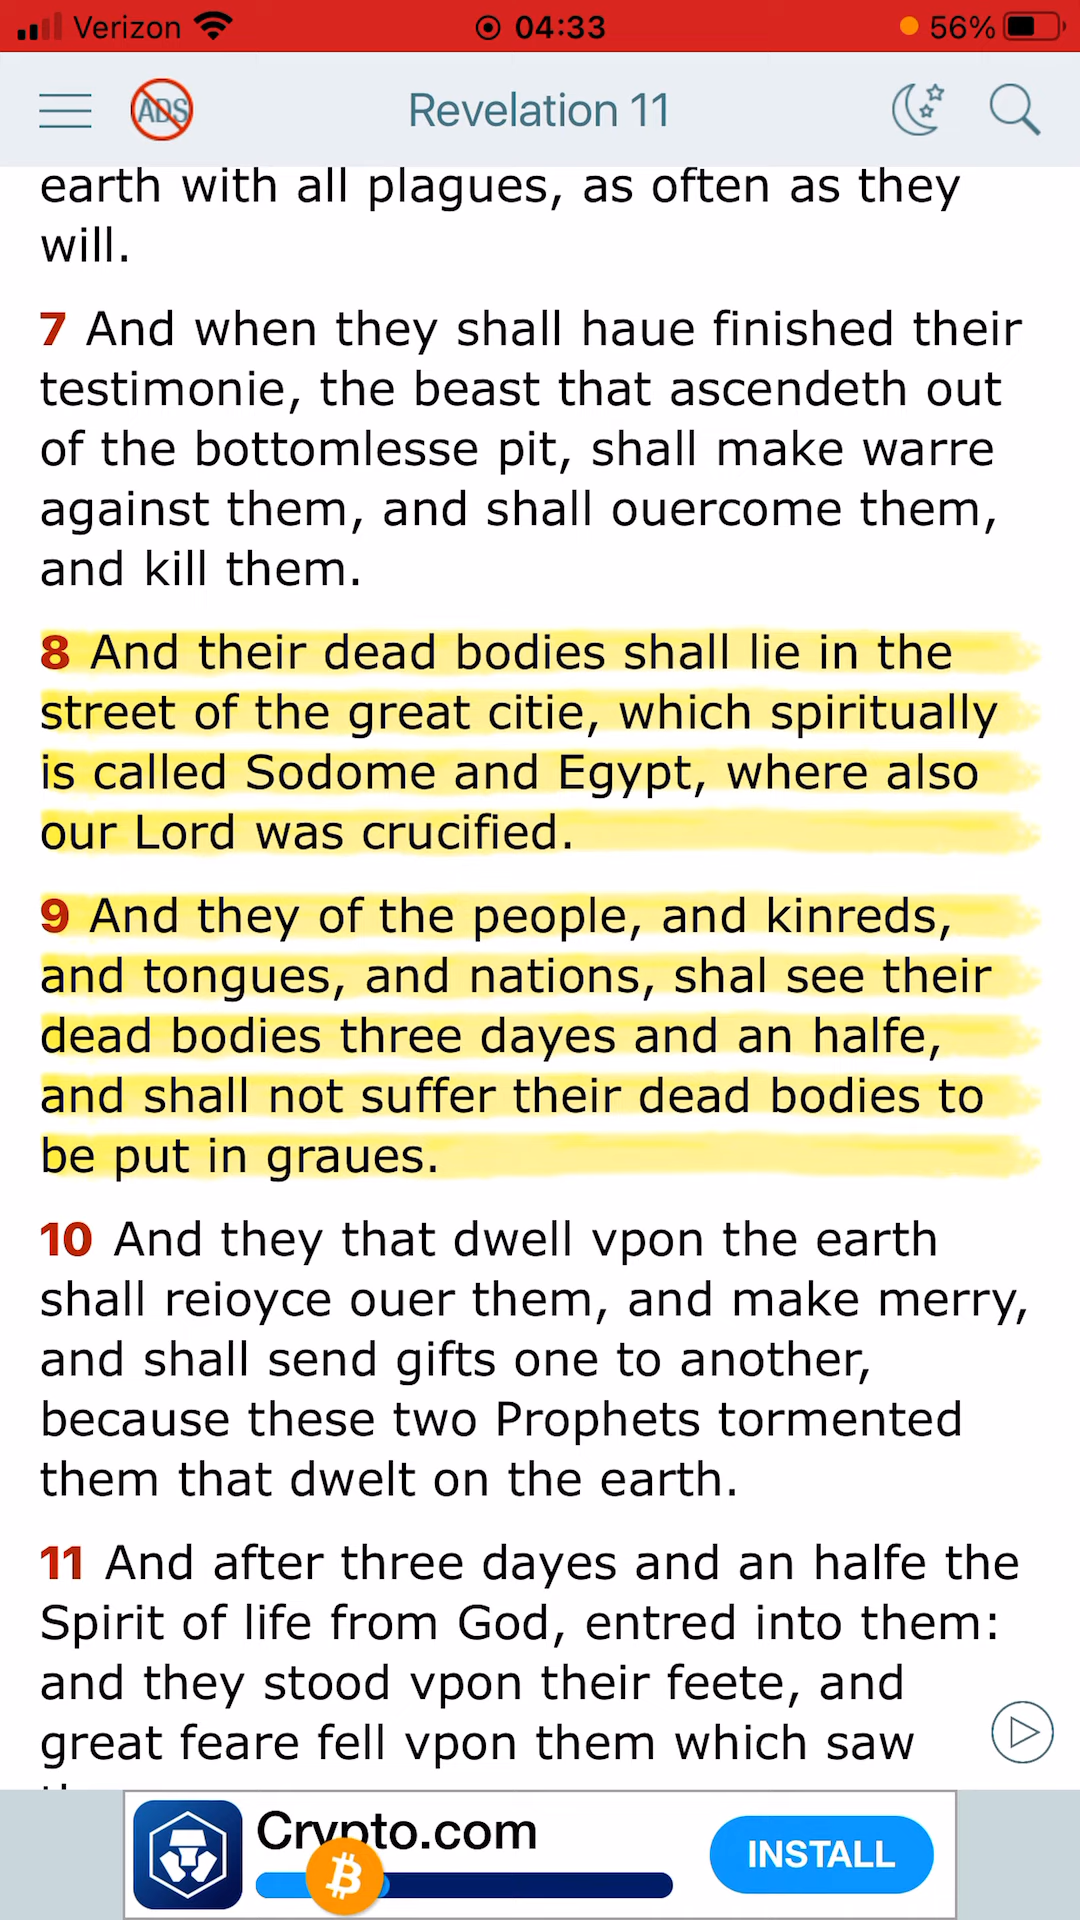 Verizon 04:33 56%
ADS Revelation 11
earth with all plagues, as often as they
will.
7 And when they shall haue finished their
testimonie, the beast that ascendeth out
of the bottomlesse pit, shall make warre
against them, and shall ouercome them,
and kill them.
8 And their dead bodies shall lie in the
street of the great citie, which spiritually
is called Sodome and Egypt, where also
our Lord was crucified.
9 And they of the people, and kinreds,
and tongues, and nations, shal see their
dead bodies three dayes and an halfe,
and shall not suffer their dead bodies to
be put in graues.
10 And they that dwell vpon the earth
shall reioyce ouer them, and make merry,
and shall send gifts one to another,
because these two Prophets tormented
them that dwelt on the earth.
11 And after three dayes and an halfe the
Spirit of life from God, entred into them:
and they stood vpon their feete, and
great feare fell vpon them which saw
Crypto.com
INSTALL